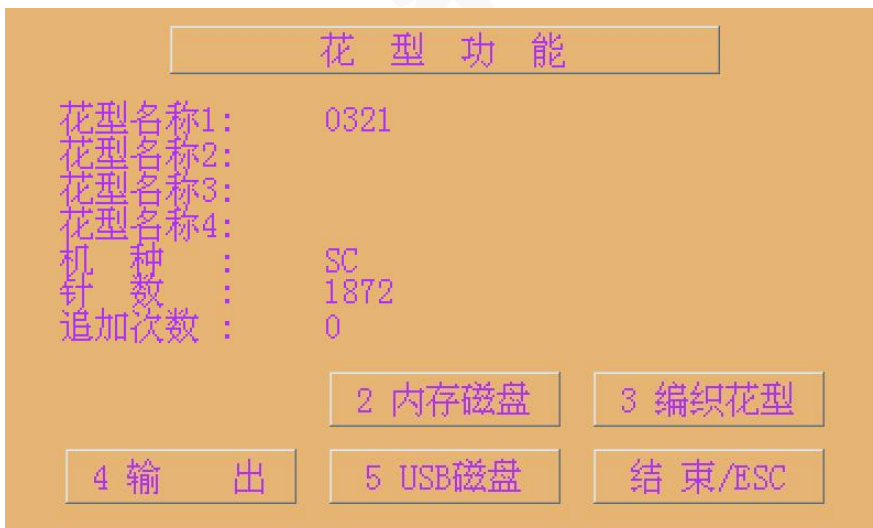 花 型 功 能
花型名称1: 0321
花型名称2:
花型名称3:
花型名称4:
机 种 : SC
针 数 : 1872
追加次数 : 0
2 内存磁盘 3 编织花型
4 输 出 5 USB磁盘 结 束/ESC